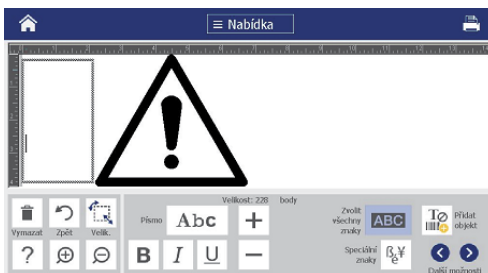 ≡ Nabídka
Velikost: 228 body
Vymazat
Zpět
Velik.
Písmo
Abc
+
Zvolit
všechny
znaky
ABC
Přidat
objekt
?
B
I
U
−
Speciální
znaky
Další možnosti